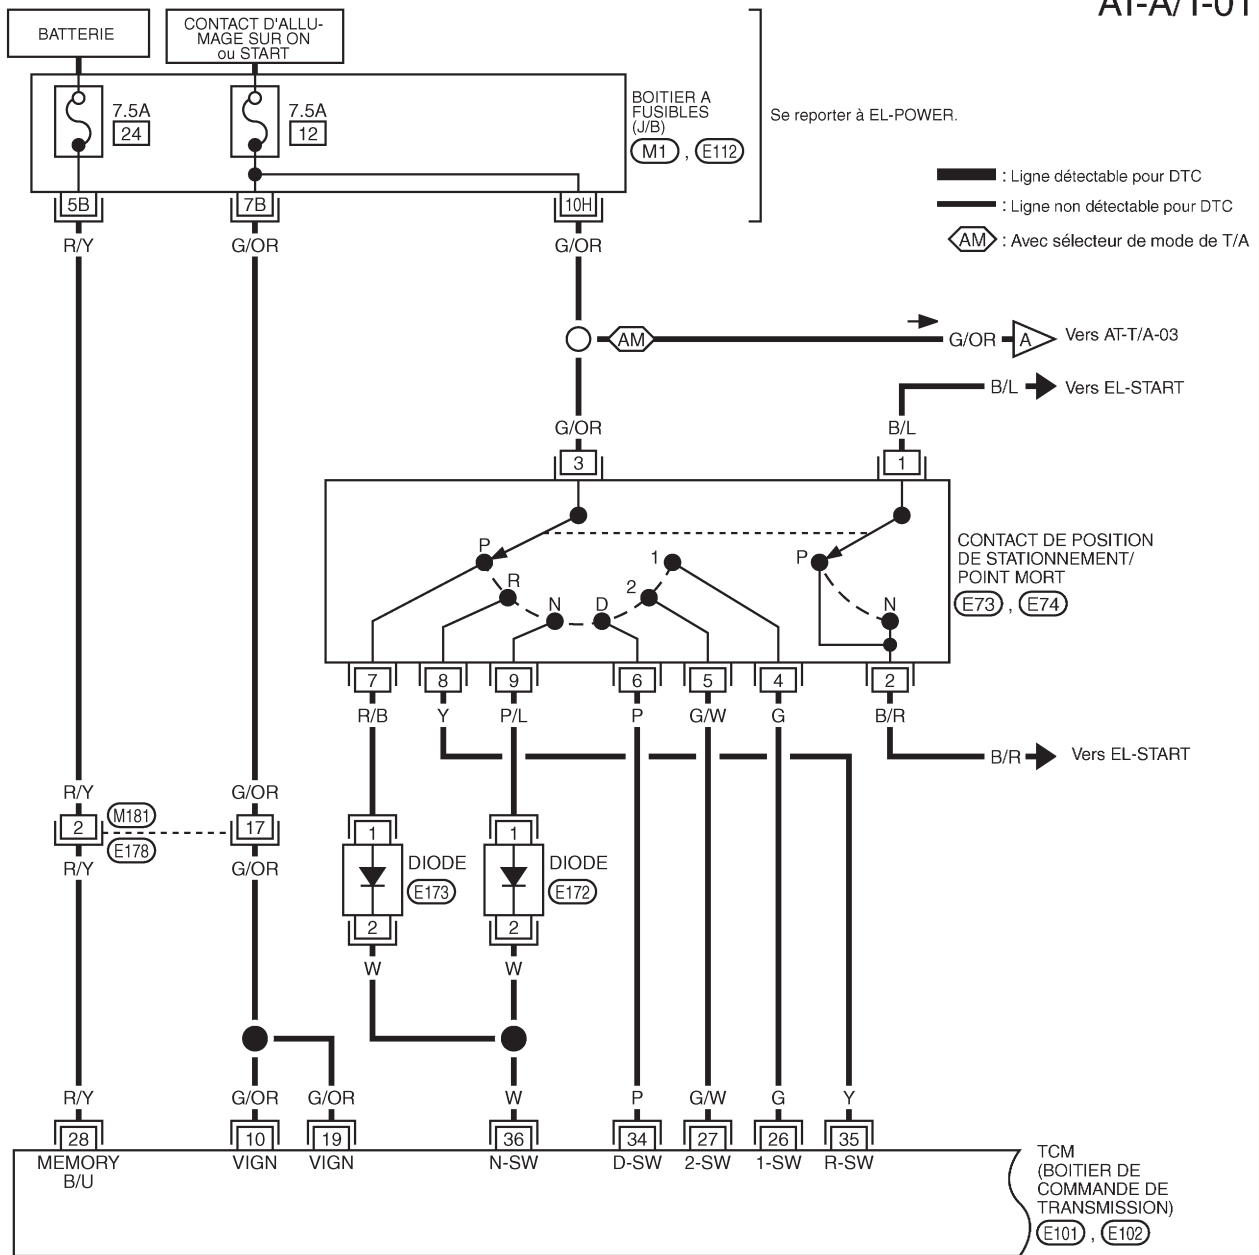 AT-A/T-01
BATTERIE
CONTACT D'ALLU-
MAGE SUR ON
ou START
7.5A
24
7.5A
12
BOITIER A
FUSIBLES
(J/B)
M1 , E112
Se reporter à EL-POWER.
: Ligne détectable pour DTC
: Ligne non détectable pour DTC
AM : Avec sélecteur de mode de T/A
5B 7B 10H
R/Y G/OR G/OR
AM G/OR A Vers AT-T/A-03
B/L Vers EL-START
G/OR B/L
3 1
P R N D 2 1 P N
CONTACT DE POSITION
DE STATIONNEMENT/
POINT MORT
E73 , E74
7 8 9 6 5 4 2
R/B Y P/L P G/W G B/R
B/R Vers EL-START
R/Y G/OR
2 M181 17
E178
R/Y G/OR
1 1
DIODE
E173
DIODE
E172
2 2
W W
R/Y G/OR G/OR W P G/W G Y
28 10 19 36 34 27 26 35
MEMORY
B/U
VIGN VIGN N-SW D-SW 2-SW 1-SW R-SW
TCM
(BOITIER DE
COMMANDE DE
TRANSMISSION)
E101 , E102